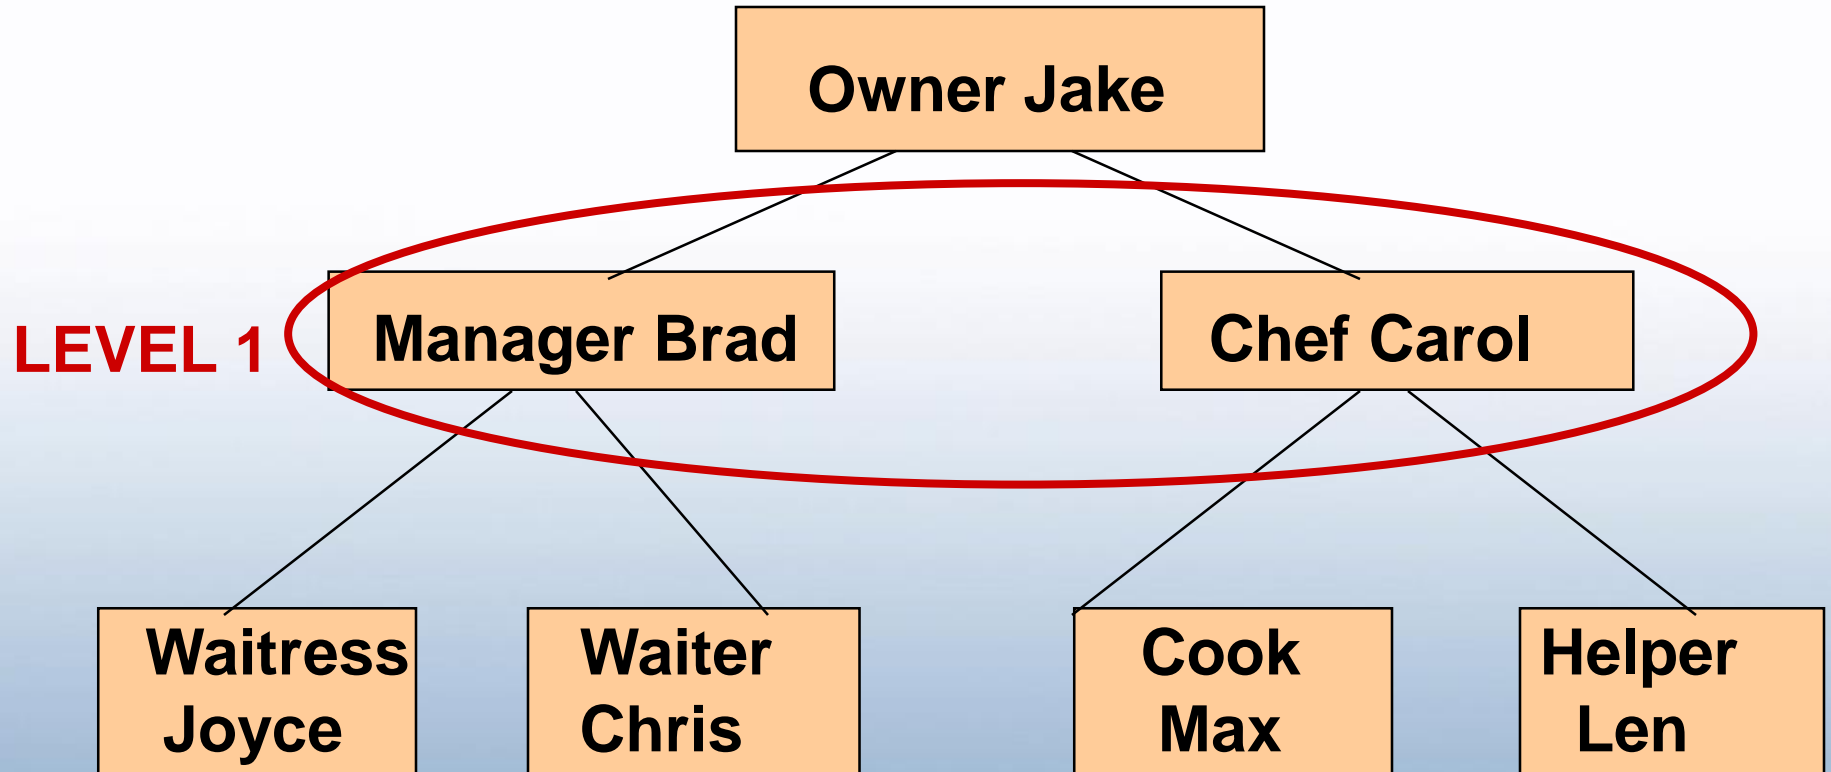 Owner Jake
LEVEL 1
Manager Brad
Chef Carol
Waitress
Joyce
Waiter
Chris
Cook
Max
Helper
Len